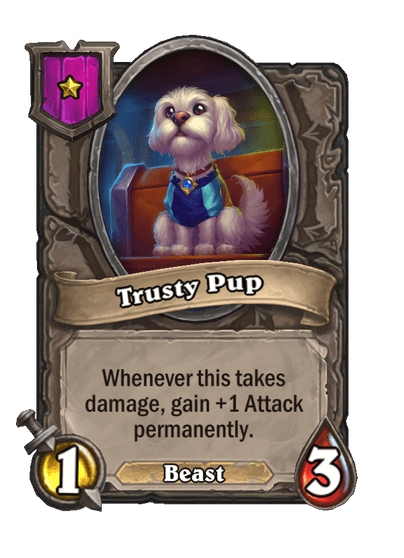 Trusty Pup
Whenever this takes
damage, gain +1 Attack
permanently.
1
Beast
3